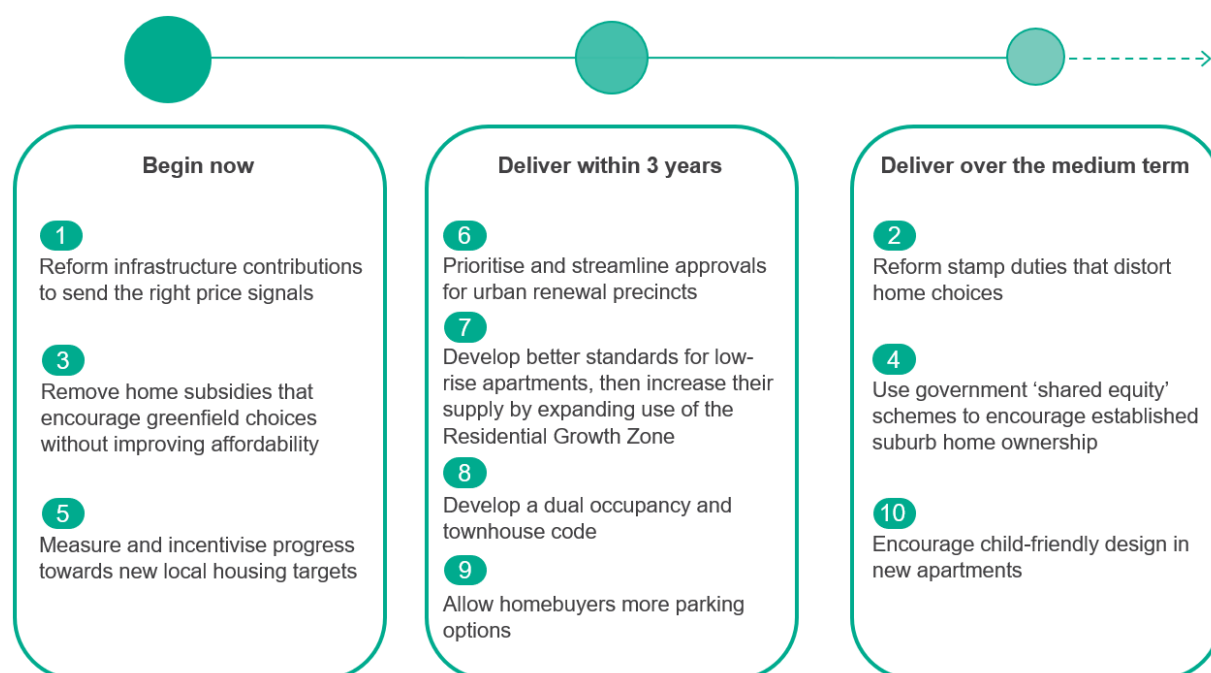 Begin now
1
Reform infrastructure contributions
to send the right price signals
3
Remove home subsidies that
encourage greenfield choices
without improving affordability
5
Measure and incentivise progress
towards new local housing targets
Deliver within 3 years
6
Prioritise and streamline approvals
for urban renewal precincts
7
Develop better standards for low-
rise apartments, then increase their
supply by expanding use of the
Residential Growth Zone
8
Develop a dual occupancy and
townhouse code
9
Allow homebuyers more parking
options
Deliver over the medium term
2
Reform stamp duties that distort
home choices
4
Use government ‘shared equity’
schemes to encourage established
suburb home ownership
10
Encourage child-friendly design in
new apartments